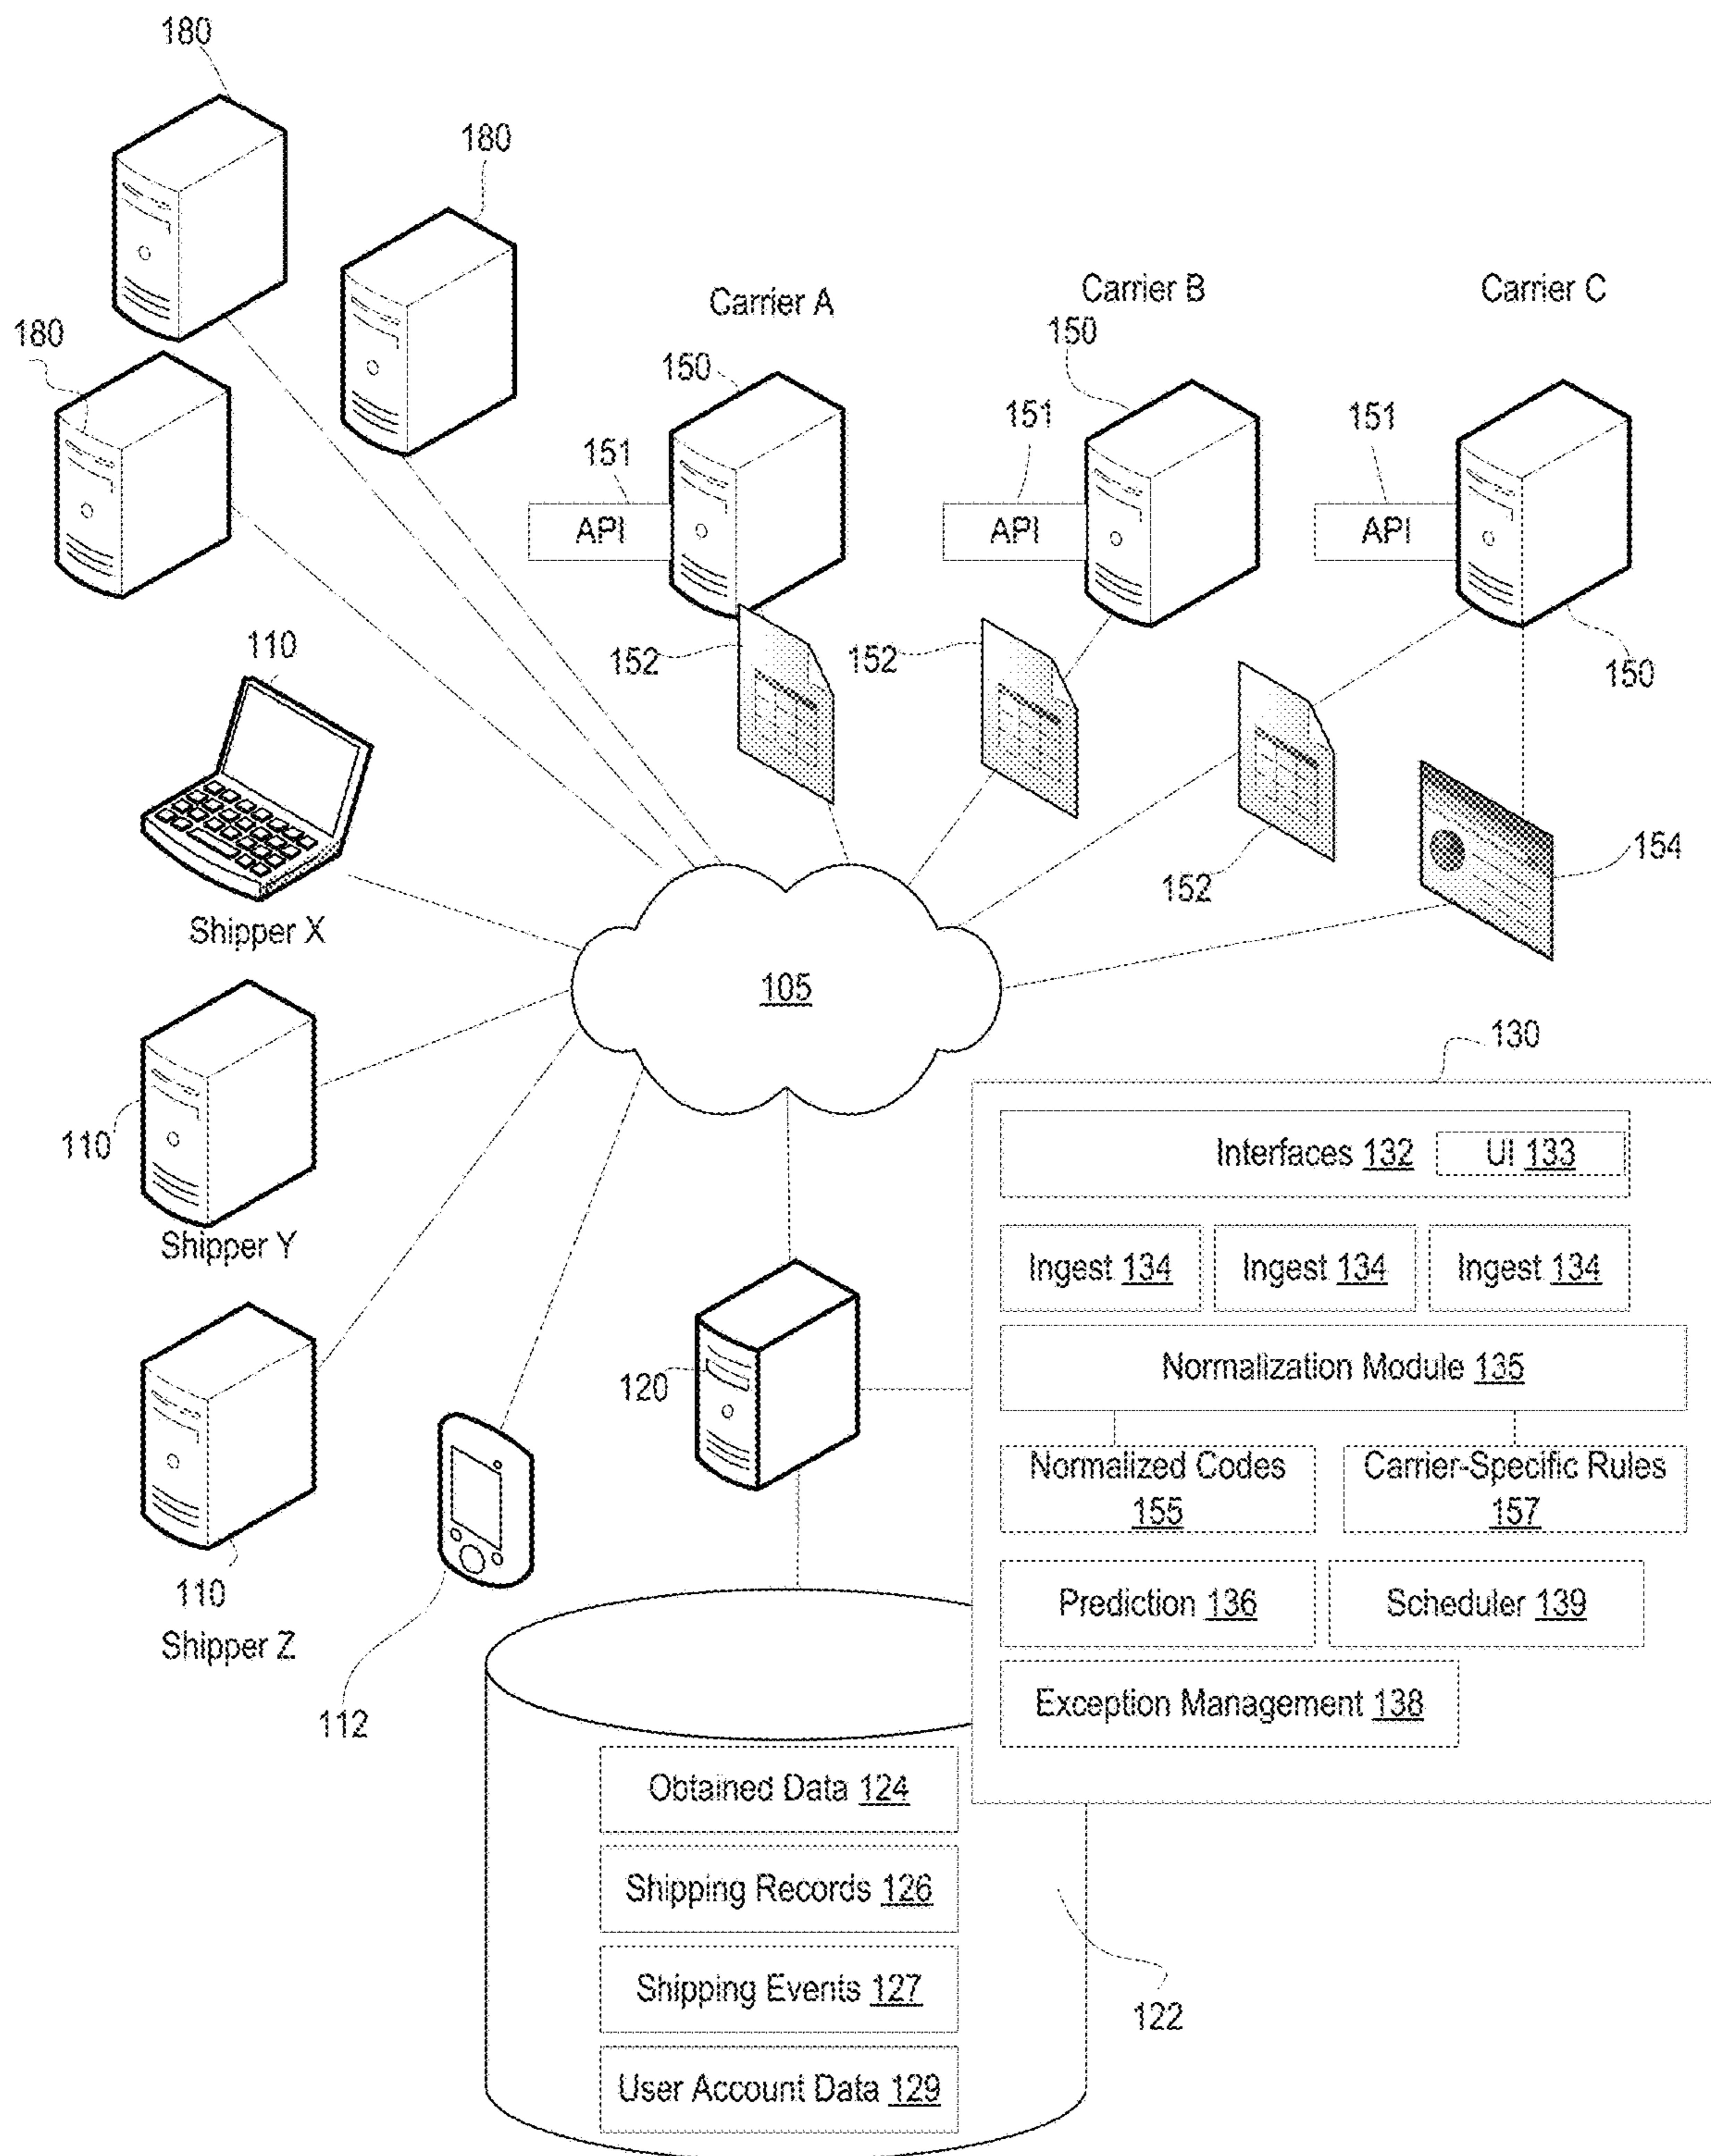 180
180
180
Carrier A
Carrier B
Carrier C
150
150
151
151
151
API
API
API
152
152
150
110
152
154
Shipper X
105
130
110
Interfaces 132
UI 133
Shipper Y
Ingest 134
Ingest 134
Ingest 134
Normalization Module 135
120
Normalized Codes
155
Carrier-Specific Rules
157
110
Shipper Z
Prediction 136
Scheduler 139
112
Exception Management 138
Obtained Data 124
Shipping Records 126
Shipping Events 127
122
User Account Data 129